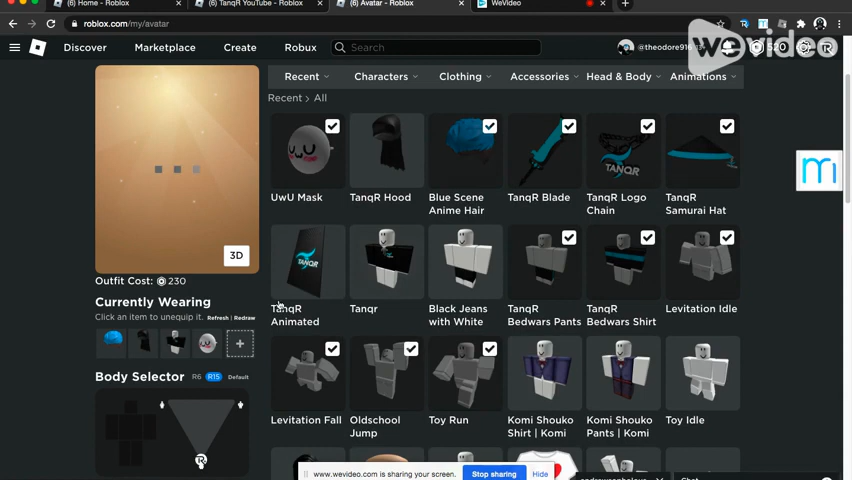 (6) Home - Roblox
(6) TanqR YouTube - Roblox
(6) Avatar - Roblox
WeVideo
roblox.com/my/avatar
Discover
Marketplace
Create
Robux
Search
@theodore916
520
wevideo
Recent
Characters
Clothing
Accessories
Head & Body
Animations
Recent > All
UwU Mask
TanqR Hood
Blue Scene Anime Hair
TanqR Blade
TanqR Logo Chain
TanqR Samurai Hat
3D
Outfit Cost: 230
Currently Wearing
Click an item to unequip it.
Refresh | Redraw
TANQR
TanqR Animated
Tanqr
Black Jeans with White
TanqR Bedwars Pants
TanqR Bedwars Shirt
Levitation Idle
Body Selector
R6
R15
Default
Levitation Fall
Oldschool Jump
Toy Run
Komi Shouko Shirt | Komi
Komi Shouko Pants | Komi
Toy Idle
www.wevideo.com is sharing your screen.
Stop sharing
Hide
Chat